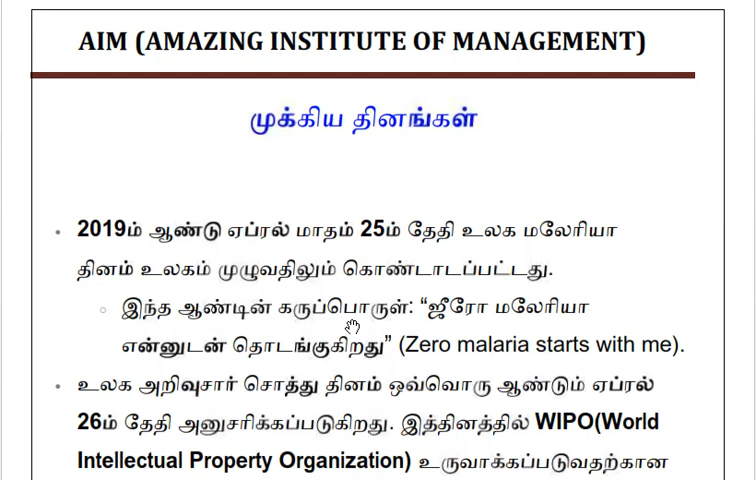 AIM (AMAZING INSTITUTE OF MANAGEMENT)
முக்கிய தினங்கள்
• 2019ம் ஆண்டு ஏப்ரல் மாதம் 25ம் தேதி உலக மலேரியா
தினம் உலகம் முழுவதிலும் கொண்டாடப்பட்டது.
○ இந்த ஆண்டின் கருப்பொருள்: “ஜீரோ மலேரியா
என்னுடன் தொடங்குகிறது” (Zero malaria starts with me).
• உலக அறிவுசார் சொத்து தினம் ஒவ்வொரு ஆண்டும் ஏப்ரல்
26ம் தேதி அனுசரிக்கப்படுகிறது. இத்தினத்தில் WIPO(World
Intellectual Property Organization) உருவாக்கப்படுவதற்கான